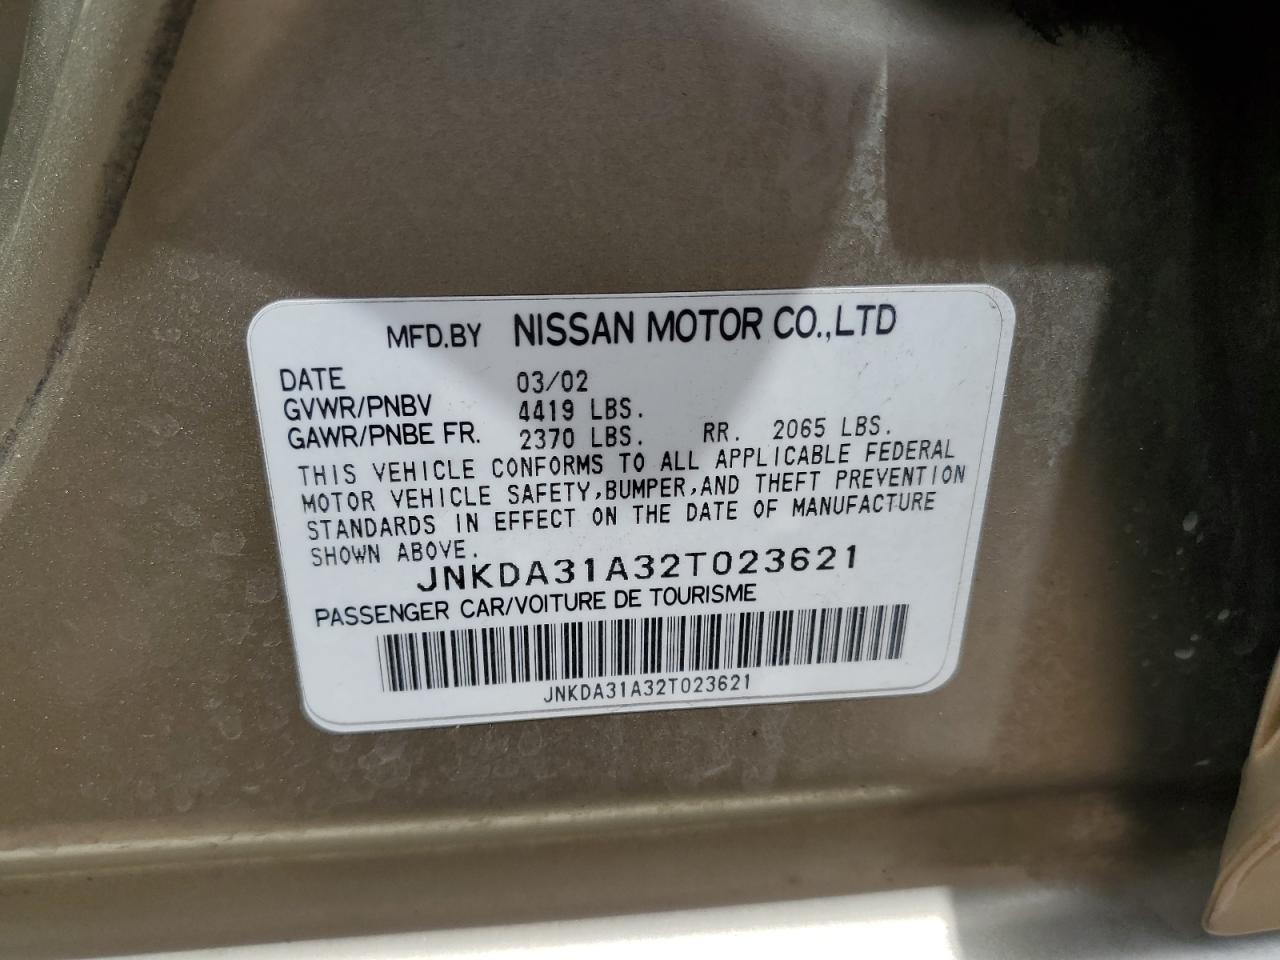 MFD.BY NISSAN MOTOR CO.,LTD
DATE 03/02
GVWR/PNBV 4419 LBS.
GAWR/PNBE FR. 2370 LBS. RR. 2065 LBS.
THIS VEHICLE CONFORMS TO ALL APPLICABLE FEDERAL
MOTOR VEHICLE SAFETY,BUMPER,AND THEFT PREVENTION
STANDARDS IN EFFECT ON THE DATE OF MANUFACTURE
SHOWN ABOVE.
JNKDA31A32T023621
PASSENGER CAR/VOITURE DE TOURISME
JNKDA31A32T023621